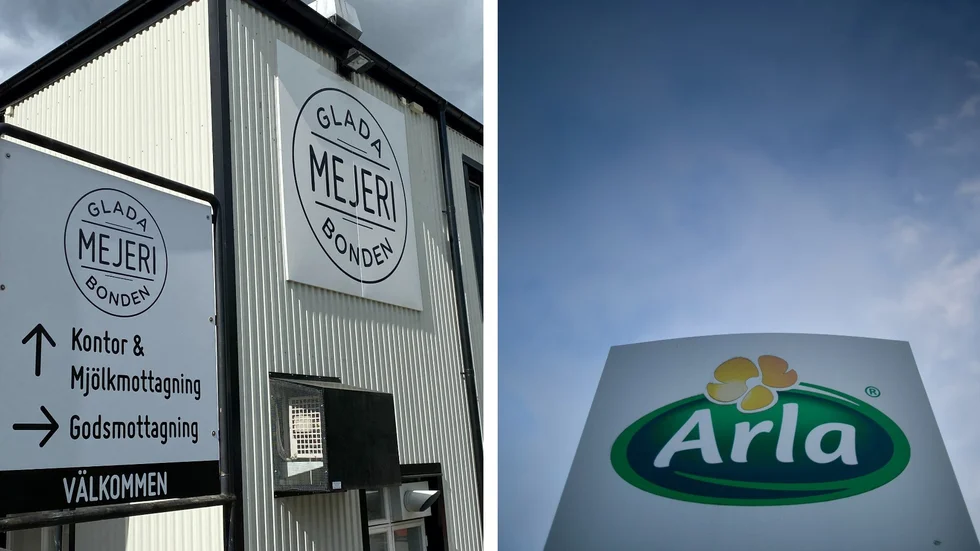 GLADA
MEJERI
BONDEN
Kontor &
Mjölkmottagning
Godsmottagning
VÄLKOMMEN
GLADA
MEJERI
BONDEN
Arla
®